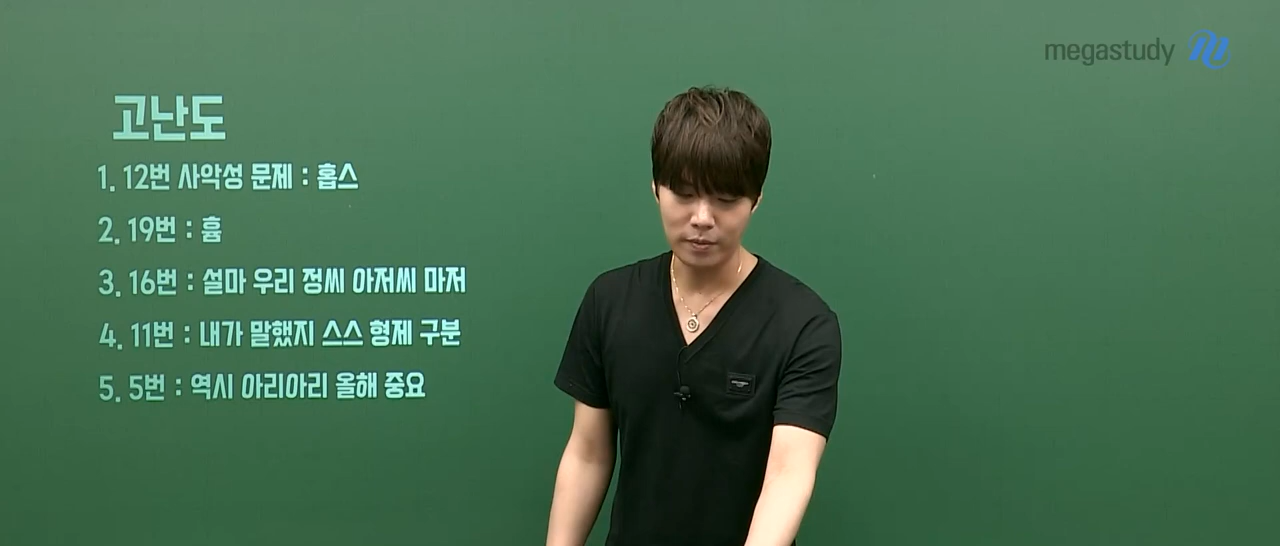 megastudy
고난도
1. 12번 사악성 문제 : 홉스
2. 19번 : 흄
3. 16번 : 설마 우리 정씨 아저씨 마저
4. 11번 : 내가 말했지 스스 형제 구분
5. 5번 : 역시 아리아리 올해 중요